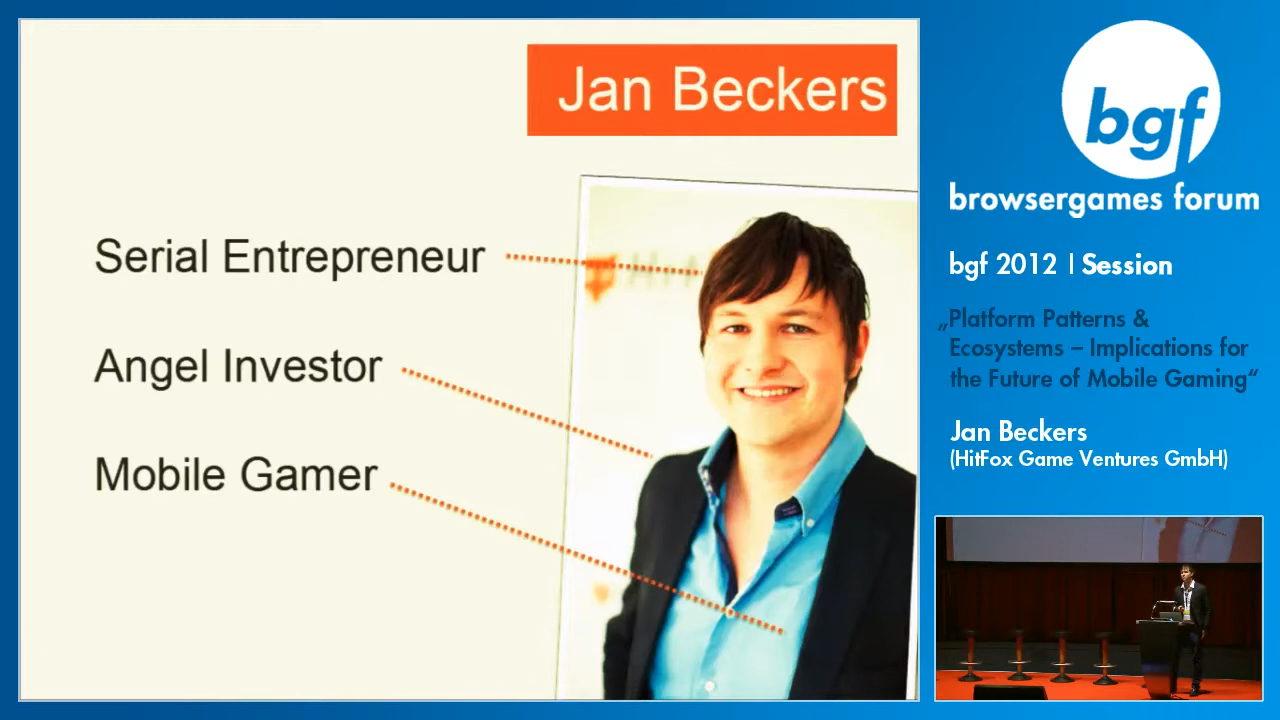 Jan Beckers
Serial Entrepreneur
Angel Investor
Mobile Gamer
bgf
browsergames forum
bgf 2012 | Session
„Platform Patterns &
Ecosystems – Implications for
the Future of Mobile Gaming“
Jan Beckers
(HitFox Game Ventures GmbH)